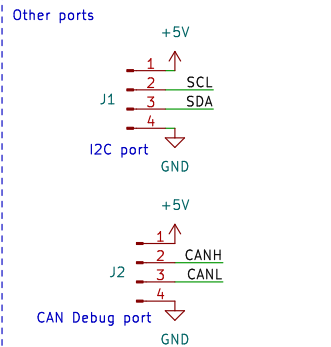 Other ports
+5V
1
2 SCL
J1
3 SDA
4
I2C port
GND
+5V
1
2 CANH
J2
3 CANL
4
CAN Debug port
GND